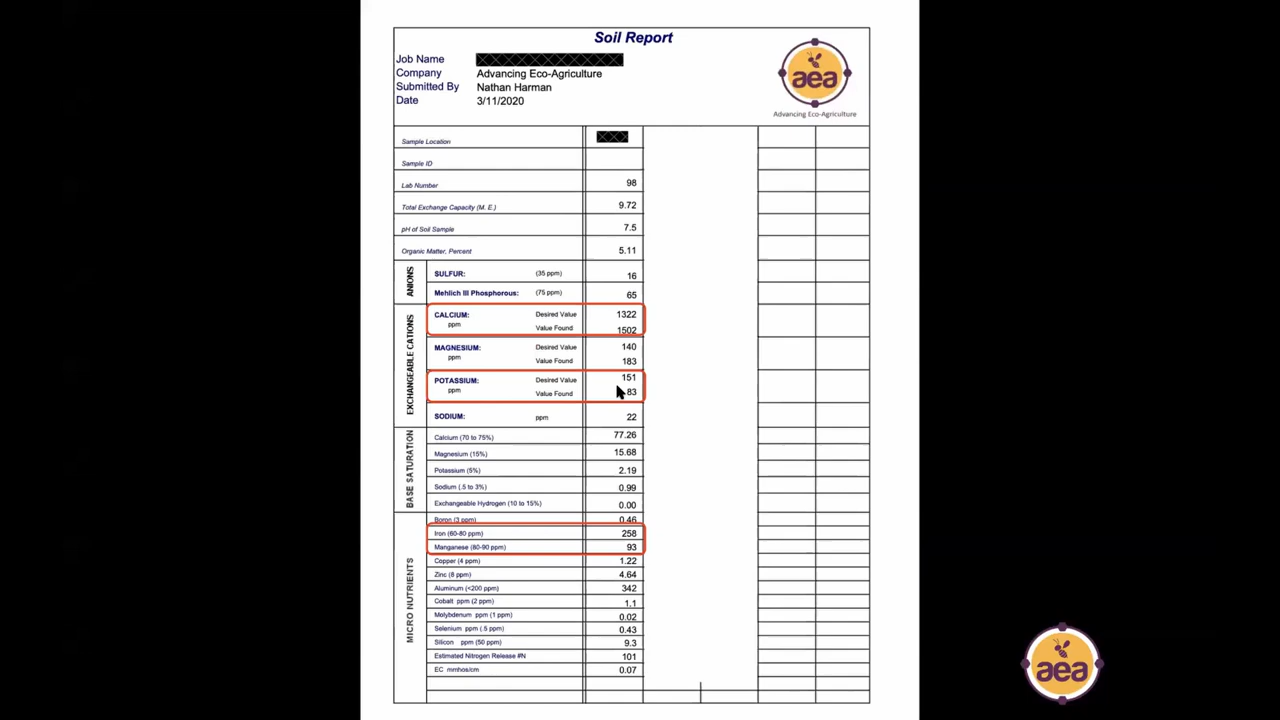 Soil Report
Job Name
Company Advancing Eco-Agriculture
Submitted By Nathan Harman
Date 3/11/2020
aea
Advancing Eco-Agriculture
Sample Location
Sample ID
Lab Number 98
Total Exchange Capacity (M. E.) 9.72
pH of Soil Sample 7.5
Organic Matter, Percent 5.11
ANIONS
SULFUR: (35 ppm) 16
Mehlich III Phosphorous: (75 ppm) 65
EXCHANGEABLE CATIONS
CALCIUM: Desired Value 1322
ppm Value Found 1502
MAGNESIUM: Desired Value 140
ppm Value Found 183
POTASSIUM: Desired Value 151
ppm Value Found 83
SODIUM: ppm 22
BASE SATURATION
Calcium (70 to 75%) 77.26
Magnesium (15%) 15.68
Potassium (5%) 2.19
Sodium (.5 to 3%) 0.99
Exchangeable Hydrogen (10 to 15%) 0.00
MICRO NUTRIENTS
Boron (3 ppm) 0.46
Iron (60-80 ppm) 258
Manganese (80-90 ppm) 93
Copper (4 ppm) 1.22
Zinc (8 ppm) 4.64
Aluminum (<200 ppm) 342
Cobalt ppm (2 ppm) 1.1
Molybdenum ppm (1 ppm) 0.02
Selenium ppm (.5 ppm) 0.43
Silicon ppm (50 ppm) 9.3
Estimated Nitrogen Release #N 101
EC mmhos/cm 0.07
aea